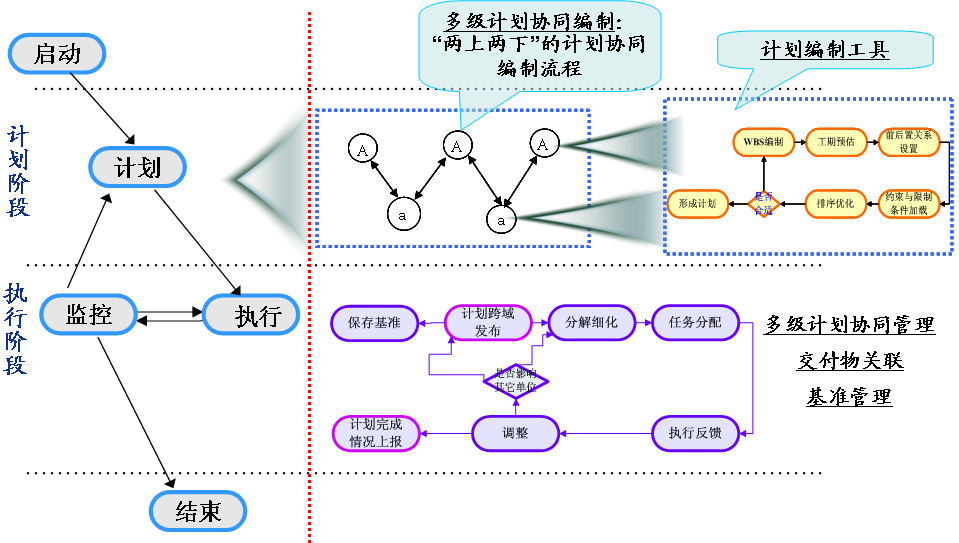 多级计划协同编制:
“两上两下”的计划协同
编制流程
计划编制工具
启动
计划阶段
计划
A
A
A
a
a
WBS编制
工期预估
前后置关系
设置
形成计划
是否
合适
排序优化
约束与限制
条件加载
执行阶段
监控
执行
保存基准
计划跨域
发布
分解细化
任务分配
多级计划协同管理
交付物关联
基准管理
是否影响
其它单位
计划完成
情况上报
调整
执行反馈
结束